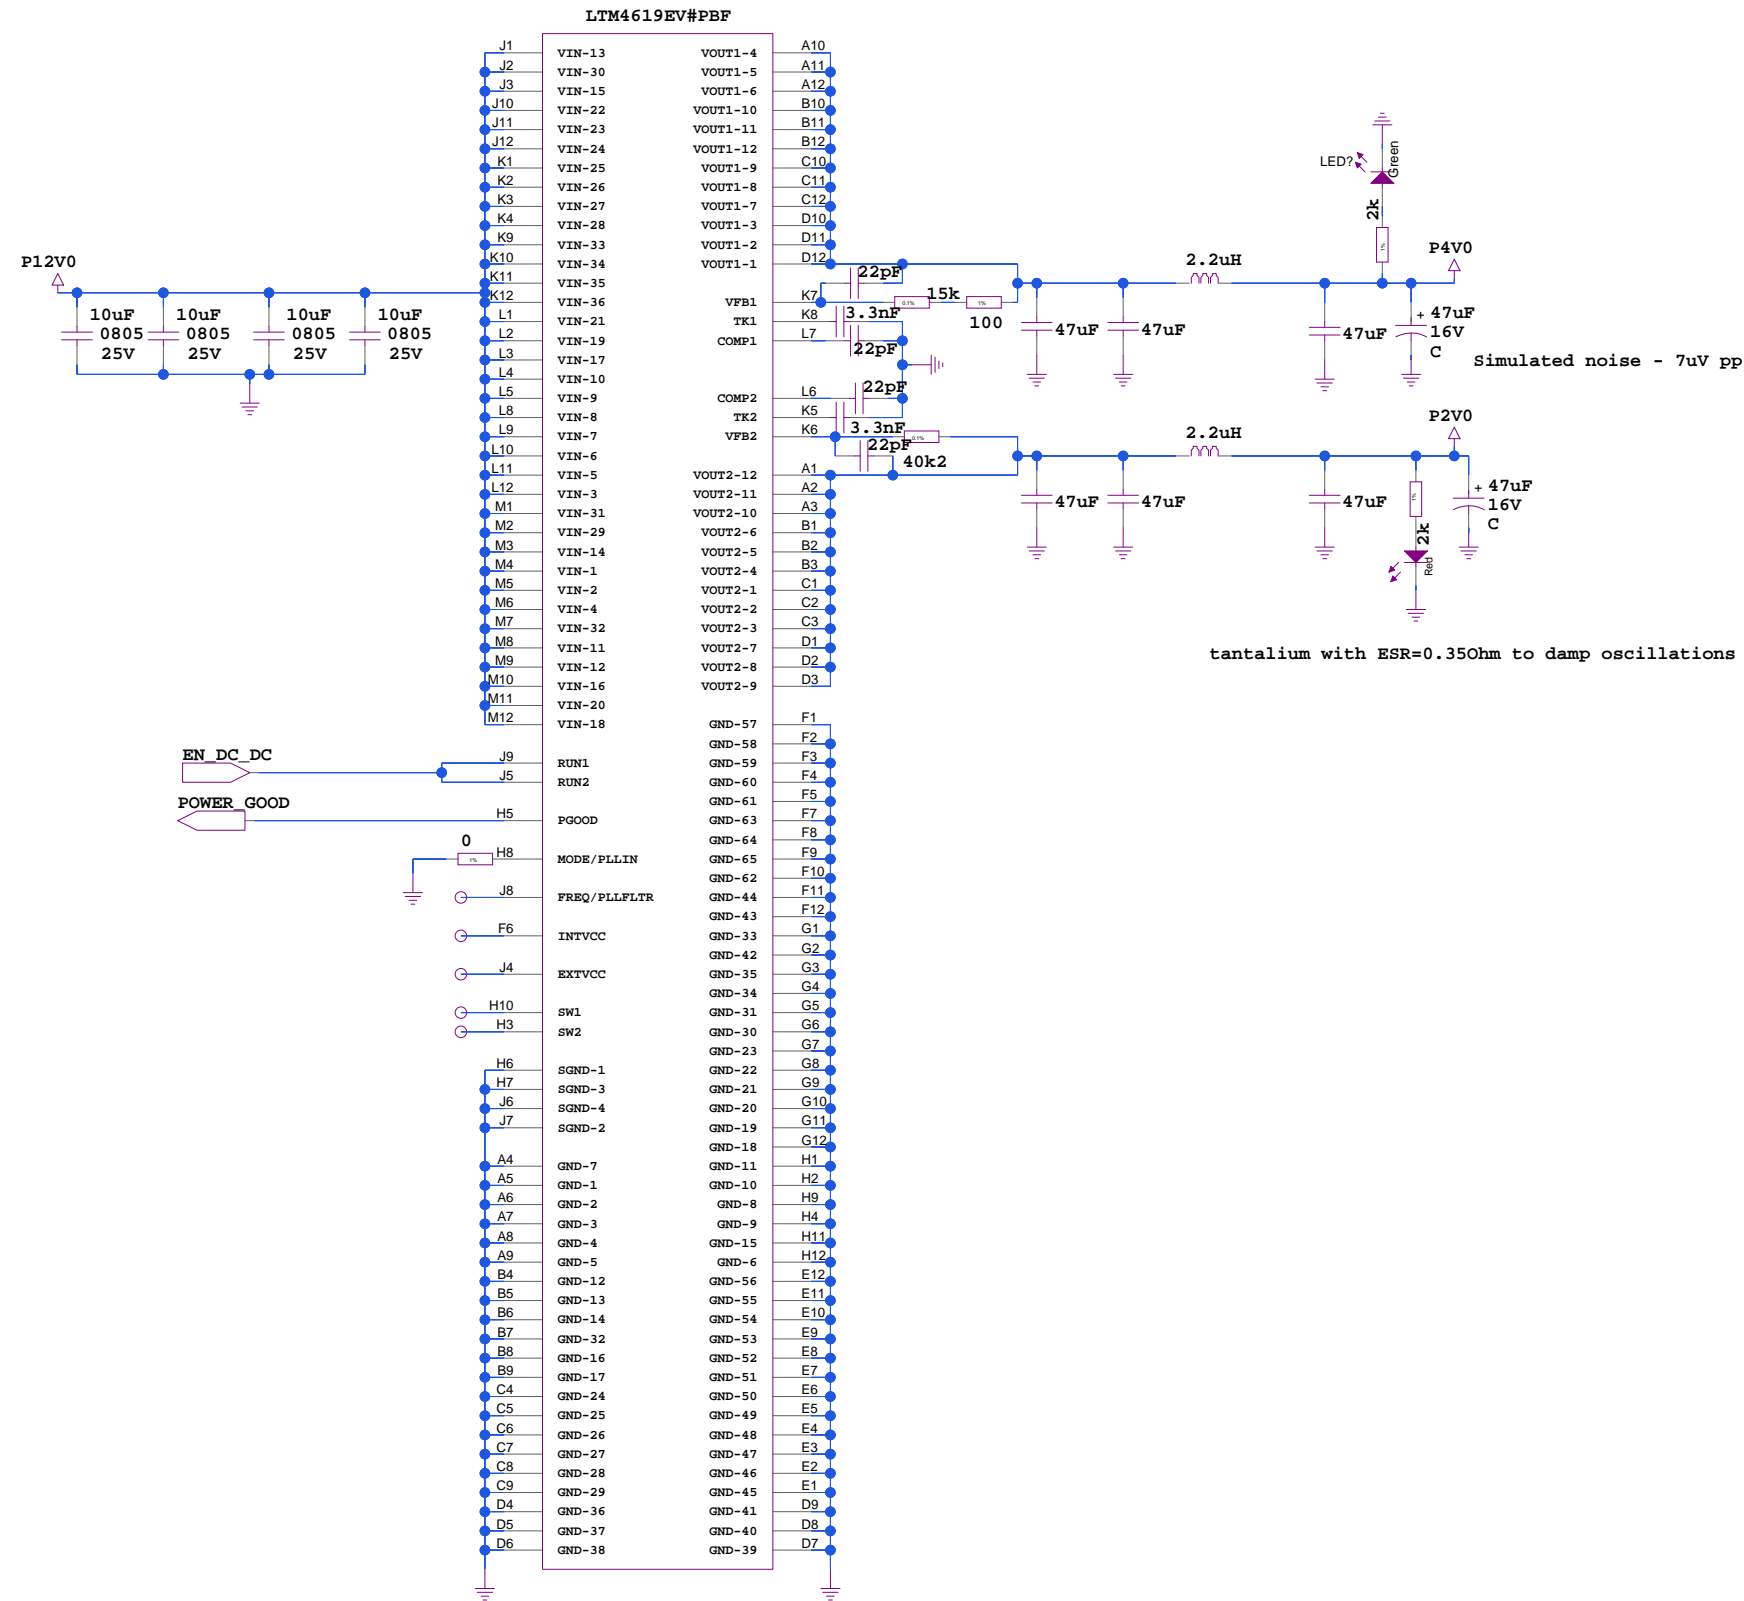 LTM4619EV#PBF
J1 VIN-13 VOUT1-4 A10
J2 VIN-30 VOUT1-5 A11
J3 VIN-15 VOUT1-6 A12
J10 VIN-22 VOUT1-10 B10
J11 VIN-23 VOUT1-11 B11
J12 VIN-24 VOUT1-12 B12
K1 VIN-25 VOUT1-9 C10
K2 VIN-26 VOUT1-8 C11
K3 VIN-27 VOUT1-7 C12
K4 VIN-28 VOUT1-3 D10
K9 VIN-33 VOUT1-2 D11
K10 VIN-34 VOUT1-1 D12
K11 VIN-35
K12 VIN-36 VFB1 K7
L1 VIN-21 TK1 K8
L2 VIN-19 COMP1 L7
L3 VIN-17
L4 VIN-10
L5 VIN-9 COMP2 L6
L8 VIN-8 TK2 K5
L9 VIN-7 VFB2 K6
L10 VIN-6
L11 VIN-5 VOUT2-12 A1
L12 VIN-3 VOUT2-11 A2
M1 VIN-31 VOUT2-10 A3
M2 VIN-29 VOUT2-6 B1
M3 VIN-14 VOUT2-5 B2
M4 VIN-1 VOUT2-4 B3
M5 VIN-2 VOUT2-1 C1
M6 VIN-4 VOUT2-2 C2
M7 VIN-32 VOUT2-3 C3
M8 VIN-11 VOUT2-7 D1
M9 VIN-12 VOUT2-8 D2
M10 VIN-16 VOUT2-9 D3
M11 VIN-20
M12 VIN-18 GND-57 F1
GND-58 F2
J9 RUN1 GND-59 F3
J5 RUN2 GND-60 F4
GND-61 F5
H5 PGOOD GND-63 F7
GND-64 F8
H8 MODE/PLLIN GND-65 F9
GND-62 F10
J8 FREQ/PLLFLTR GND-44 F11
GND-43 F12
F6 INTVCC GND-33 G1
GND-42 G2
J4 EXTVCC GND-35 G3
GND-34 G4
H10 SW1 GND-31 G5
H3 SW2 GND-30 G6
GND-23 G7
H6 SGND-1 GND-22 G8
H7 SGND-3 GND-21 G9
J6 SGND-4 GND-20 G10
J7 SGND-2 GND-19 G11
GND-18 G12
A4 GND-7 GND-11 H1
A5 GND-1 GND-10 H2
A6 GND-2 GND-8 H9
A7 GND-3 GND-9 H4
A8 GND-4 GND-15 H11
A9 GND-5 GND-6 H12
B4 GND-12 GND-56 E12
B5 GND-13 GND-55 E11
B6 GND-14 GND-54 E10
B7 GND-32 GND-53 E9
B8 GND-16 GND-52 E8
B9 GND-17 GND-51 E7
C4 GND-24 GND-50 E6
C5 GND-25 GND-49 E5
C6 GND-26 GND-48 E4
C7 GND-27 GND-47 E3
C8 GND-28 GND-46 E2
C9 GND-29 GND-45 E1
D4 GND-36 GND-41 D9
D5 GND-37 GND-40 D8
D6 GND-38 GND-39 D7
P12V0
10uF 10uF 10uF 10uF
0805 0805 0805 0805
25V 25V 25V 25V
EN_DC_DC
POWER_GOOD
0
1%
22pF
0.1% 15k 1%
100
3.3nF
22pF
22pF
3.3nF
0.1%
22pF
40k2
47uF 47uF
2.2uH
47uF
LED?
Green
2k
1%
P4V0
+ 47uF
16V
C
Simulated noise - 7uV pp
47uF 47uF
2.2uH
47uF
P2V0
1%
2k
Red
+ 47uF
16V
C
tantalium with ESR=0.35Ohm to damp oscillations